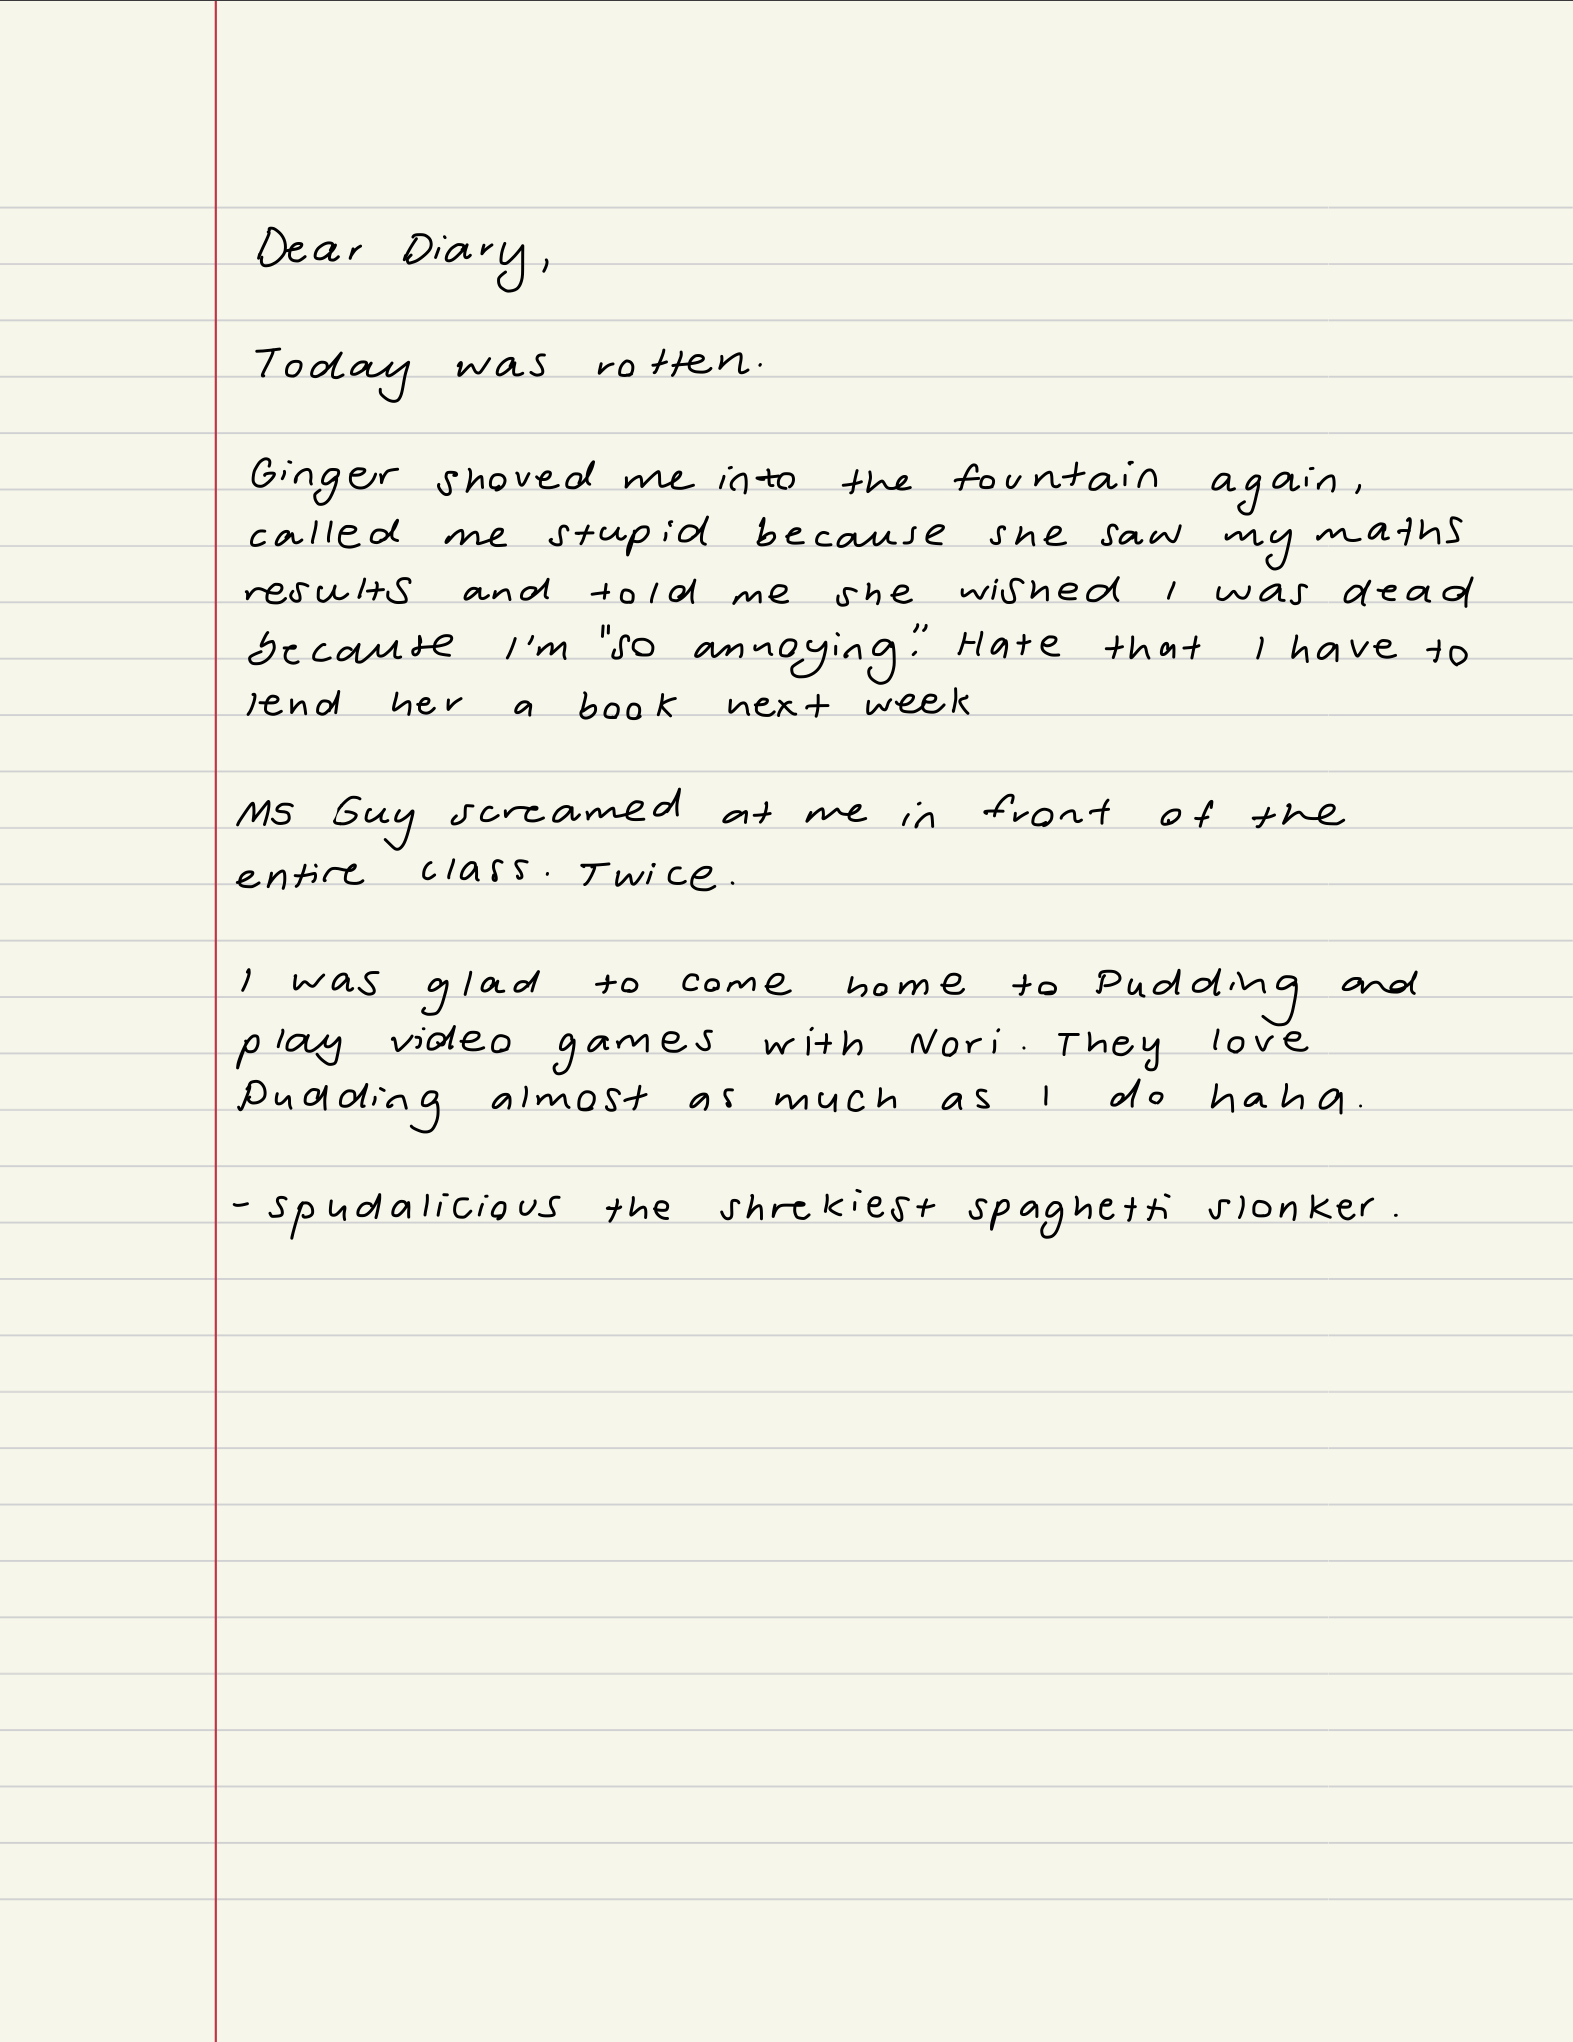 Dear Diary,
Today was rotten.
Ginger shoved me into the fountain again,
called me stupid because she saw my maths
results and told me she wished I was dead
because I'm "so annoying." Hate that I have to
lend her a book next week
Ms Guy screamed at me in front of the
entire class. Twice.
I was glad to come home to Pudding and
play video games with Nori. They love
Pudding almost as much as I do haha.
- spudalicious the shrekiest spaghetti slonker.